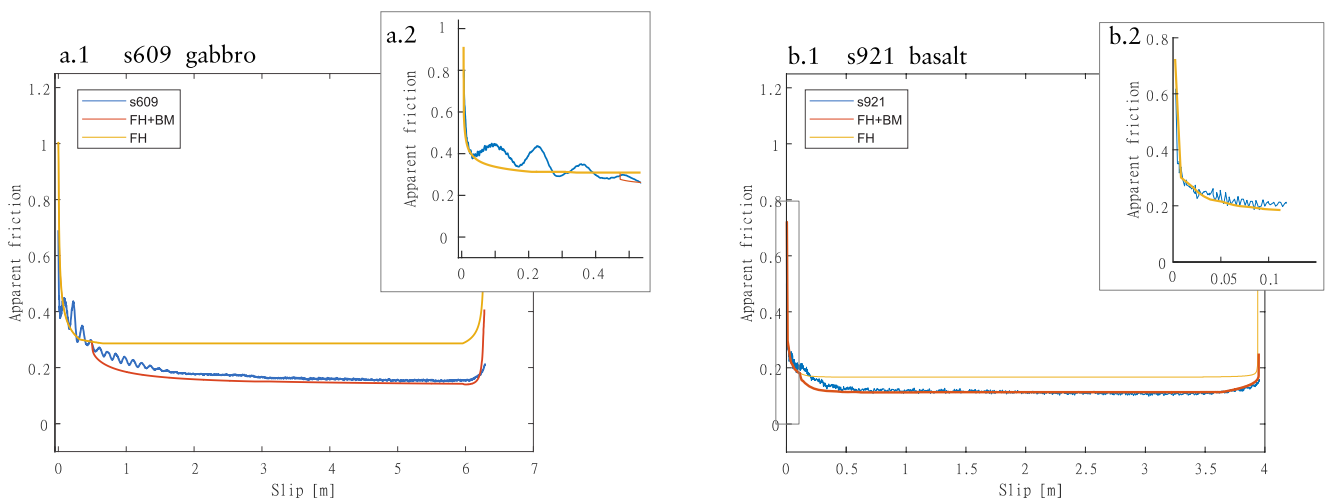 a.1 s609 gabbro
s609
FH+BM
FH
Apparent friction
1.2
1
0.8
0.6
0.4
0.2
0
0 1 2 3 4 5 6 7
Slip [m]
a.2
Apparent friction
1
0.8
0.6
0.4
0.2
0
0 0.2 0.4
b.1 s921 basalt
s921
FH+BM
FH
Apparent friction
1.2
1
0.8
0.6
0.4
0.2
0
0 0.5 1 1.5 2 2.5 3 3.5 4
Slip [m]
b.2
Apparent friction
0.8
0.6
0.4
0.2
0
0 0.05 0.1